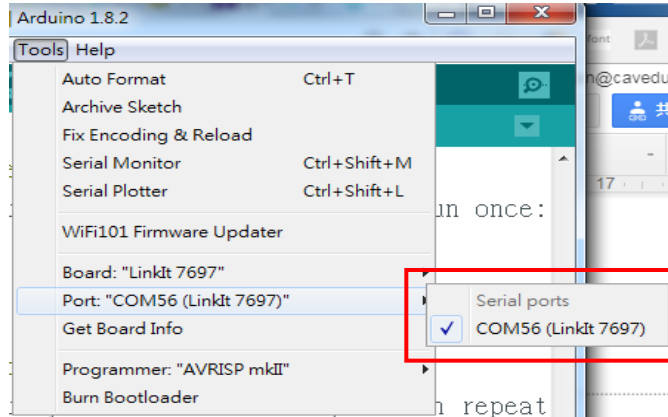 Arduino 1.8.2
Tools Help
Auto Format Ctrl+T
Archive Sketch
Fix Encoding & Reload
Serial Monitor Ctrl+Shift+M
Serial Plotter Ctrl+Shift+L
WiFi101 Firmware Updater
Board: "LinkIt 7697"
Port: "COM56 (LinkIt 7697)"
Get Board Info
Programmer: "AVRISP mkII"
Burn Bootloader
Serial ports
✓ COM56 (LinkIt 7697)
un once:
repeat
font
n@cavedu
共
17